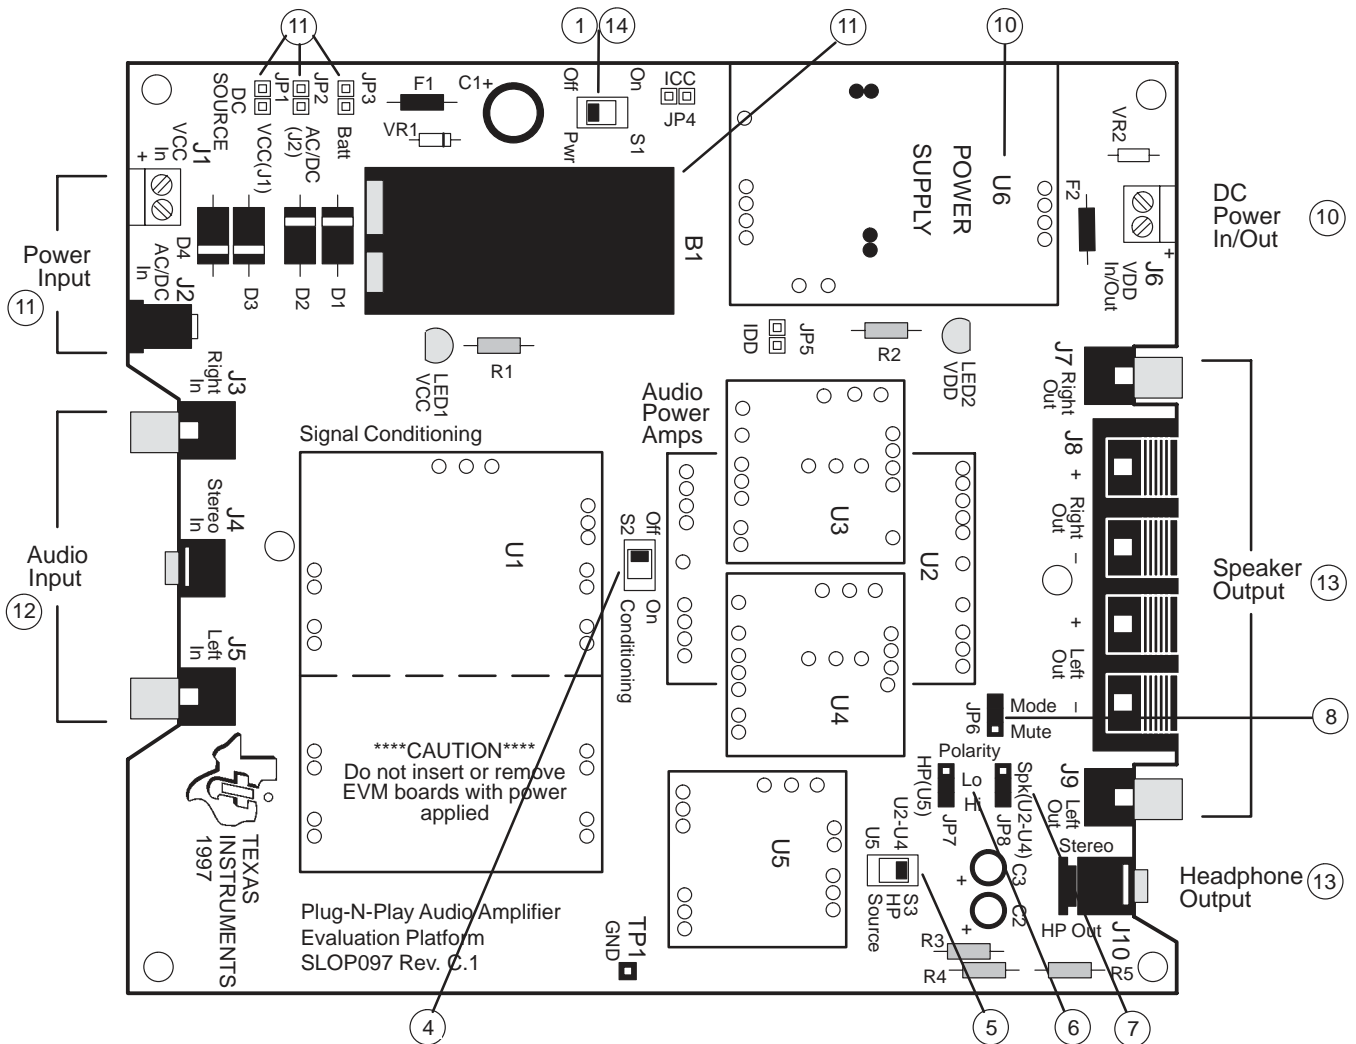 11
1
14
11
10
DC
SOURCE
JP1
VCC(J1)
JP2
AC/DC
(J2)
JP3
Batt
F1
VR1
C1+
Off
On
Pwr
S1
ICC
JP4
U6
POWER
SUPPLY
VR2
F2
J6
VDD
In/Out
+
DC
Power
In/Out
10
J1
VCC
In
+
Power
Input
11
J2
AC/DC
In
D4
D3
D2
D1
B1
LED1
VCC
R1
IDD
JP5
R2
LED2
VDD
J3
Right
In
J4
Stereo
In
J5
Left
In
Audio
Input
12
Signal Conditioning
U1
Off
S2
On
Conditioning
Audio
Power
Amps
U3
U2
U4
J7
Right
Out
J8
+
Right
Out
–
+
Left
Out
–
Speaker
Output
13
JP6
Mode
Mute
8
Polarity
HP(U5)
Lo
Hi
JP7
Spk(U2-U4)
JP8
J9
Left
Out
****CAUTION****
Do not insert or remove
EVM boards with power
applied
TEXAS
INSTRUMENTS
1997
Plug-N-Play Audio Amplifier
Evaluation Platform
SLOP097 Rev. C.1
TP1
GND
U5
U2-U4
U5
S3
HP
Source
+
C3
C2
+
R3
R4
R5
Stereo
HP Out
J10
Headphone
Output
13
4
5
6
7